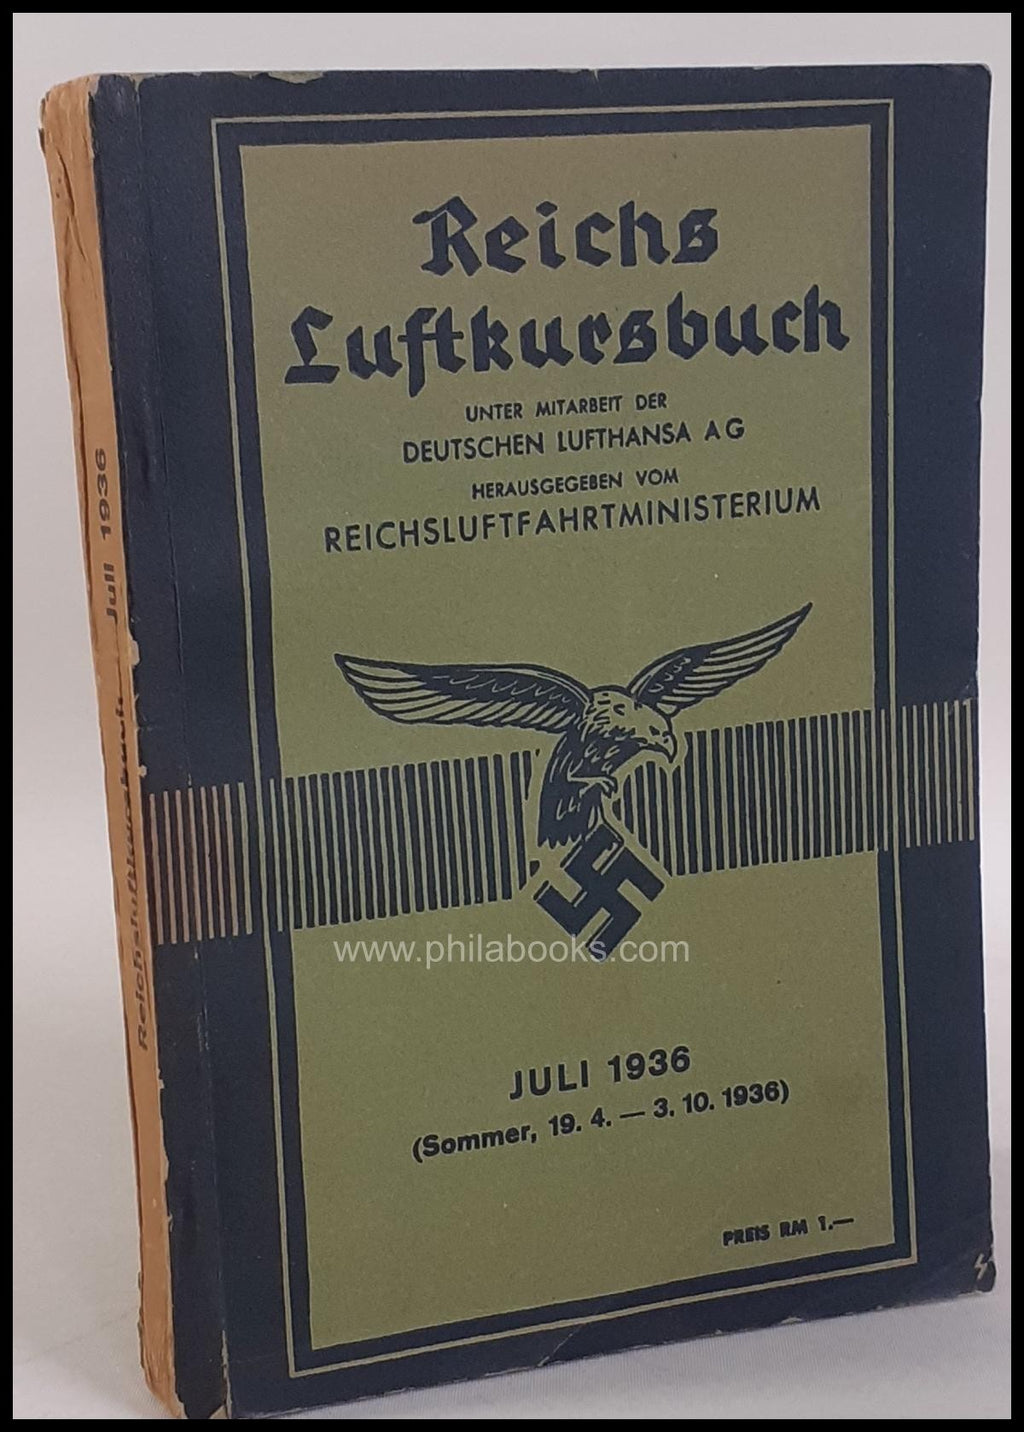 Reichs
Luftkursbuch
UNTER MITARBEIT DER
DEUTSCHEN LUFTHANSA AG
HERAUSGEGEBEN VOM
REICHSLUFTFAHRTMINISTERIUM
www.philabooks.com
JULI 1936
(Sommer, 19. 4. — 3. 10. 1936)
PREIS RM 1.—
Reichsluftkursbuch Juli 1936